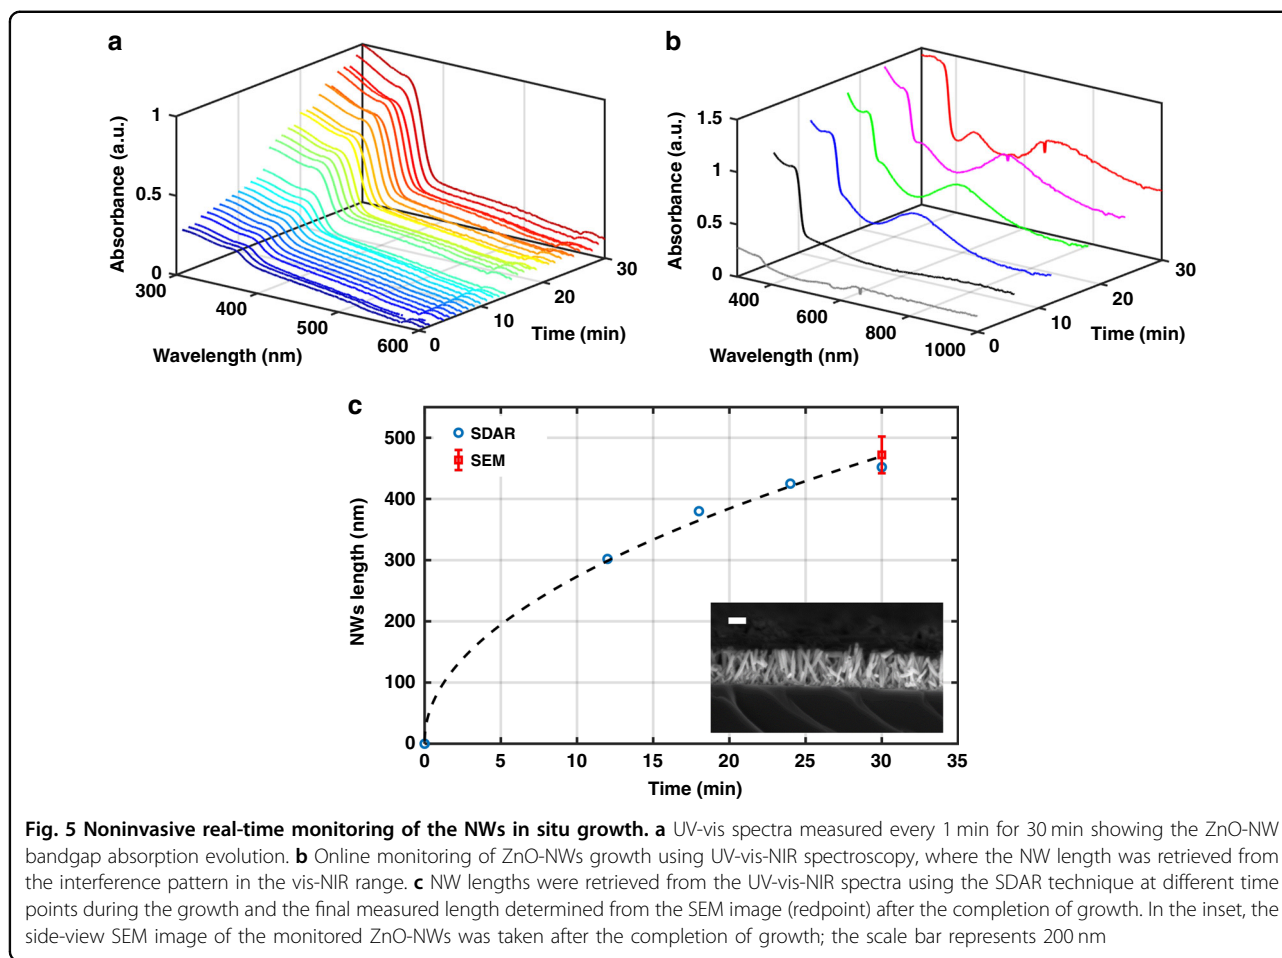 a
b
1
0.5
0
Absorbance (a.u.)
300
400
500
600
Wavelength (nm)
0
10
20
30
Time (min)
1.5
1
0.5
0
Absorbance (a.u.)
400
600
800
1000
Wavelength (nm)
0
10
20
30
Time (min)
c
SDAR
SEM
500
400
300
200
100
0
NWs length (nm)
0 5 10 15 20 25 30 35
Time (min)
Fig. 5 Noninvasive real-time monitoring of the NWs in situ growth. a UV-vis spectra measured every 1 min for 30 min showing the ZnO-NW
bandgap absorption evolution. b Online monitoring of ZnO-NWs growth using UV-vis-NIR spectroscopy, where the NW length was retrieved from
the interference pattern in the vis-NIR range. c NW lengths were retrieved from the UV-vis-NIR spectra using the SDAR technique at different time
points during the growth and the final measured length determined from the SEM image (redpoint) after the completion of growth. In the inset, the
side-view SEM image of the monitored ZnO-NWs was taken after the completion of growth; the scale bar represents 200 nm